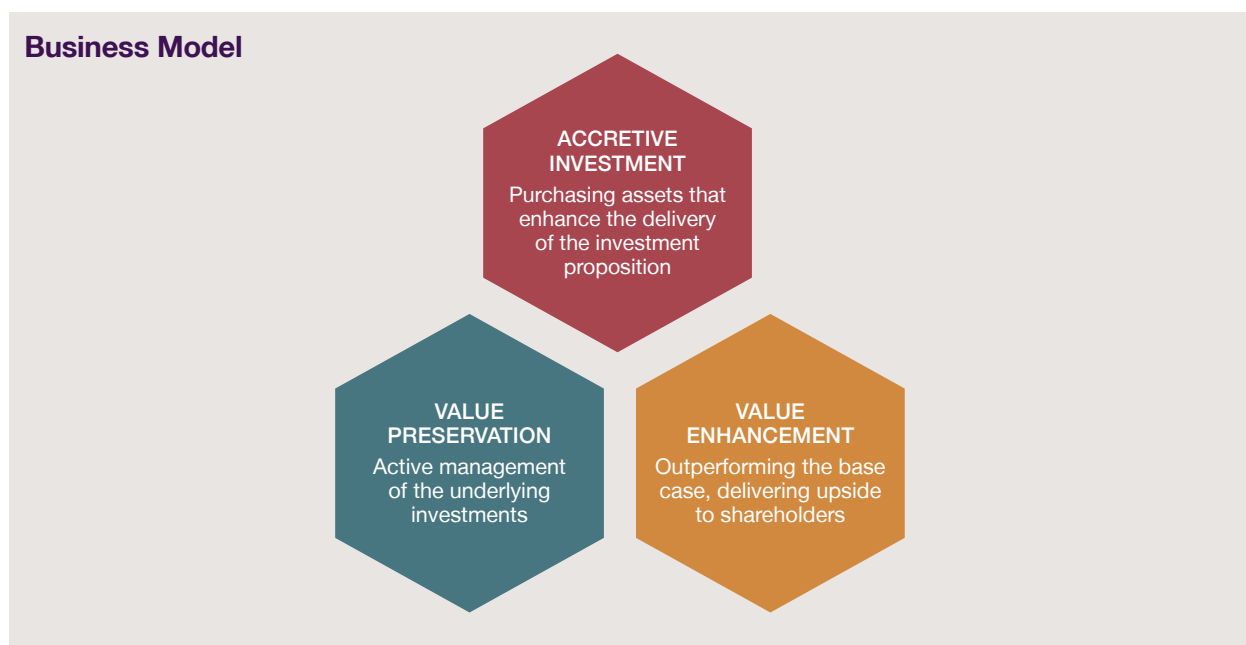 Business Model
ACCRETIVE
INVESTMENT
Purchasing assets that
enhance the delivery
of the investment
proposition
VALUE
PRESERVATION
Active management
of the underlying
investments
VALUE
ENHANCEMENT
Outperforming the base
case, delivering upside
to shareholders